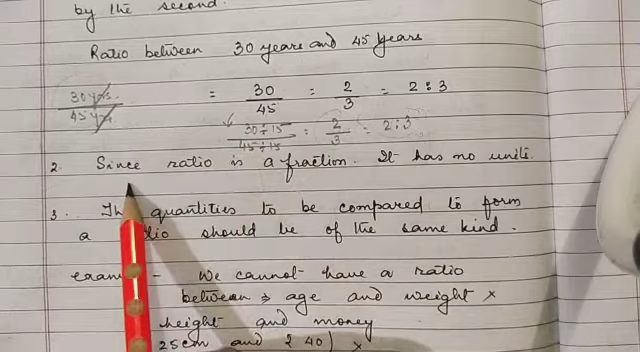 by the second.
Ratio between 30 years and 45 years
30 yrs. / 45 yrs = 30/45 = 2/3 = 2:3
30÷15 / 45÷15 = 2/3 = 2:3
2. Since ratio is a fraction. It has no units.
3. quantities to be compared to form
a should be of the same kind.
We cannot have a ratio
between age and weight ×
height and money
25cm and ₹ 40) ×